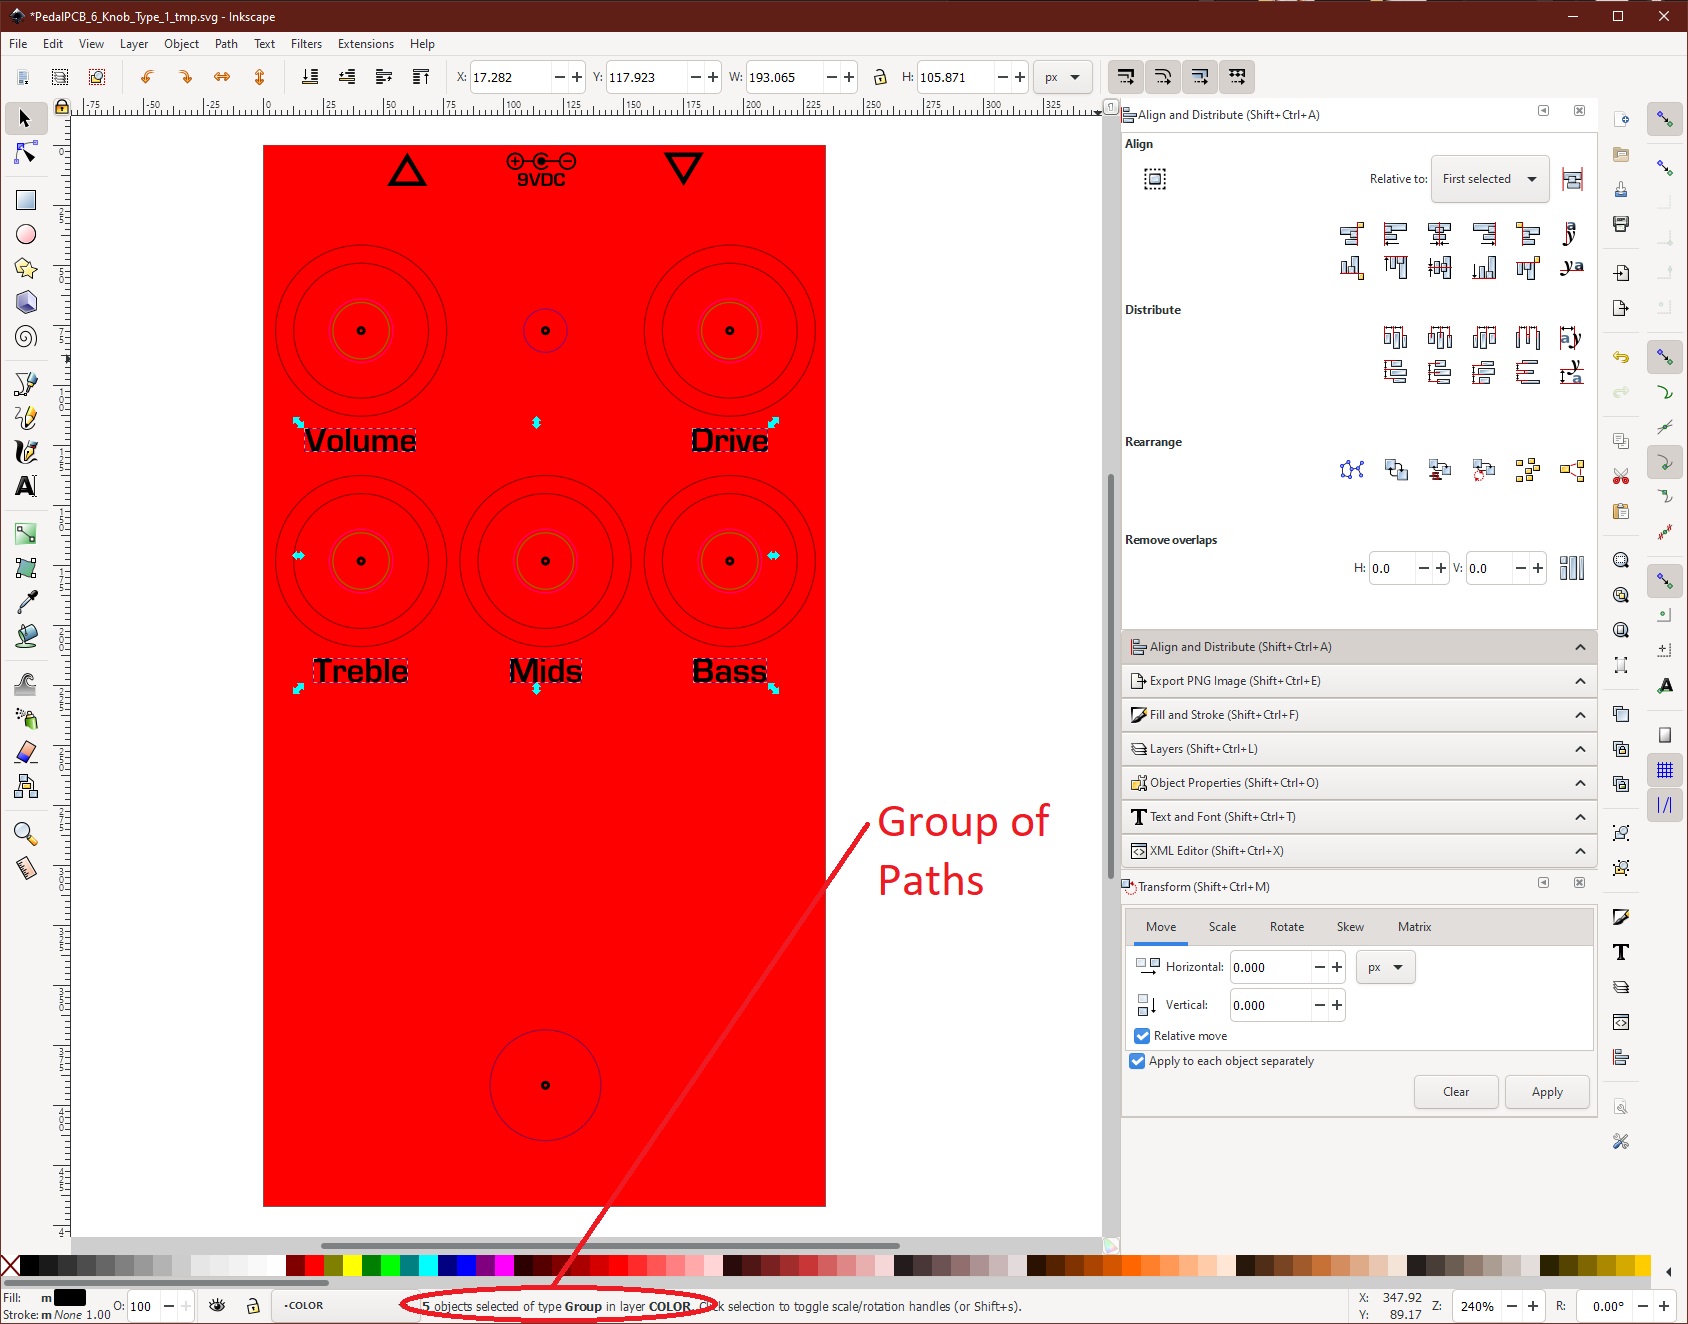 *PedalPCB_6_Knob_Type_1_tmp.svg - Inkscape
File Edit View Layer Object Path Text Filters Extensions Help
X: 17.282 Y: 117.923 W: 193.065 H: 105.871 px
-75 -50 -25 0 25 50 75 100 125 150 175 200 225 250 275 300 325
Align and Distribute (Shift+Ctrl+A)
Align
Relative to: First selected
9VDC
Distribute
Volume Drive
Rearrange
Remove overlaps
H: 0.0 V: 0.0
Treble Mids Bass
Align and Distribute (Shift+Ctrl+A)
Export PNG Image (Shift+Ctrl+E)
Fill and Stroke (Shift+Ctrl+F)
Layers (Shift+Ctrl+L)
Object Properties (Shift+Ctrl+O)
Text and Font (Shift+Ctrl+T)
XML Editor (Shift+Ctrl+X)
Group of
Paths
Transform (Shift+Ctrl+M)
Move Scale Rotate Skew Matrix
Horizontal: 0.000 px
Vertical: 0.000
Relative move
Apply to each object separately
Clear Apply
Fill: m
Stroke: m None 1.00
O: 100
•COLOR
5 objects selected of type Group in layer COLOR. Click selection to toggle scale/rotation handles (or Shift+s).
X: 347.92
Y: 89.17
Z: 240% R: 0.00°